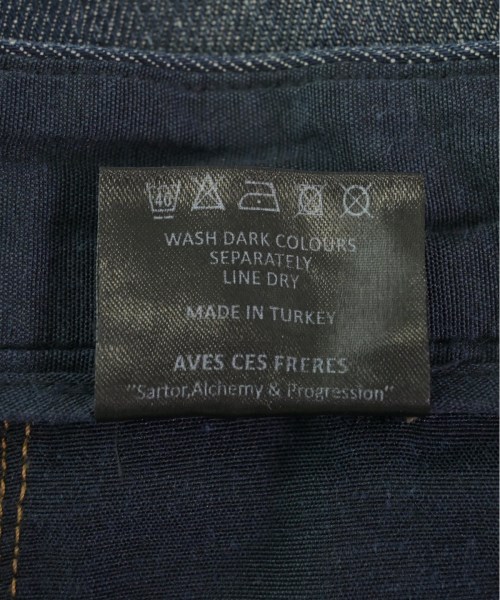 40
WASH DARK COLOURS
SEPARATELY
LINE DRY
MADE IN TURKEY
AVES CES FRERES
"Sartor,Alchemy & Progression"